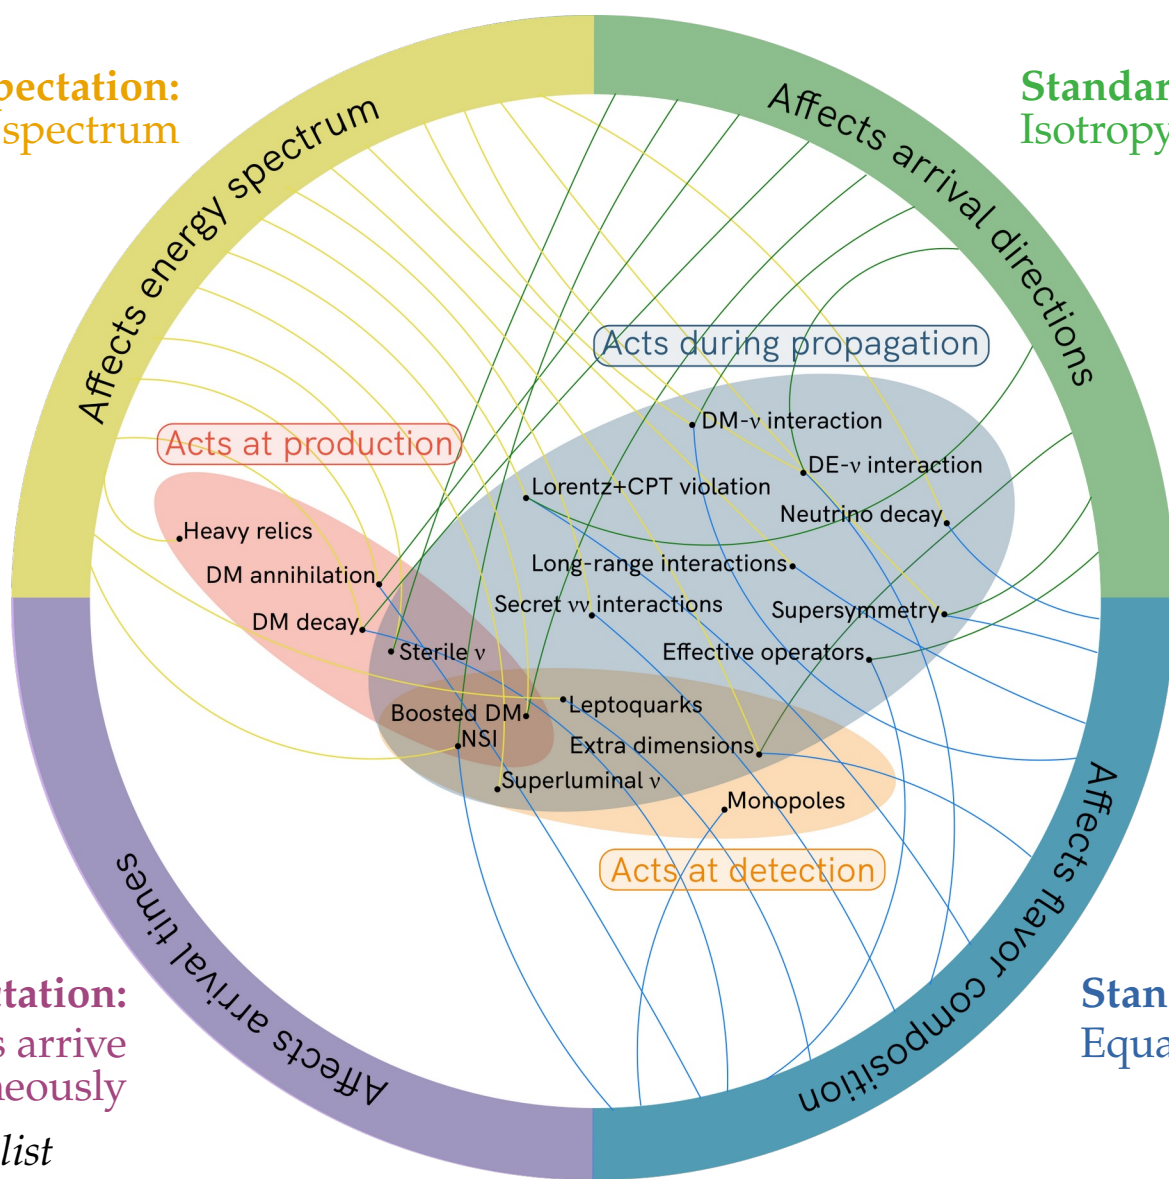 pectation:
spectrum
Standar
Isotropy
Affects energy spectrum
Affects arrival directions
Acts during propagation
DM-ν interaction
Acts at production
DE-ν interaction
Lorentz+CPT violation
Neutrino decay
Heavy relics
Long-range interactions
DM annihilation
Secret νν interactions
Supersymmetry
DM decay
Sterile ν
Effective operators
Leptoquarks
Boosted DM
NSI
Extra dimensions
Superluminal ν
Monopoles
Acts at detection
Affects arrival times
Affects flavor composition
tation:
s arrive
neously
list
Stan
Equa